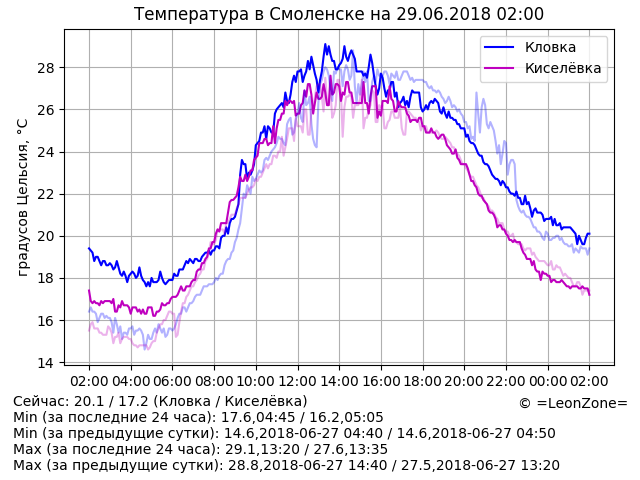 Температура в Смоленске на 29.06.2018 02:00
градусов Цельсия, °C
28
26
24
22
20
18
16
14
Кловка
Киселёвка
02:00 04:00 06:00 08:00 10:00 12:00 14:00 16:00 18:00 20:00 22:00 00:00 02:00
Сейчас: 20.1 / 17.2 (Кловка / Киселёвка)
© =LeonZone=
Min (за последние 24 часа): 17.6,04:45 / 16.2,05:05
Min (за предыдущие сутки): 14.6,2018-06-27 04:40 / 14.6,2018-06-27 04:50
Max (за последние 24 часа): 29.1,13:20 / 27.6,13:35
Max (за предыдущие сутки): 28.8,2018-06-27 14:40 / 27.5,2018-06-27 13:20